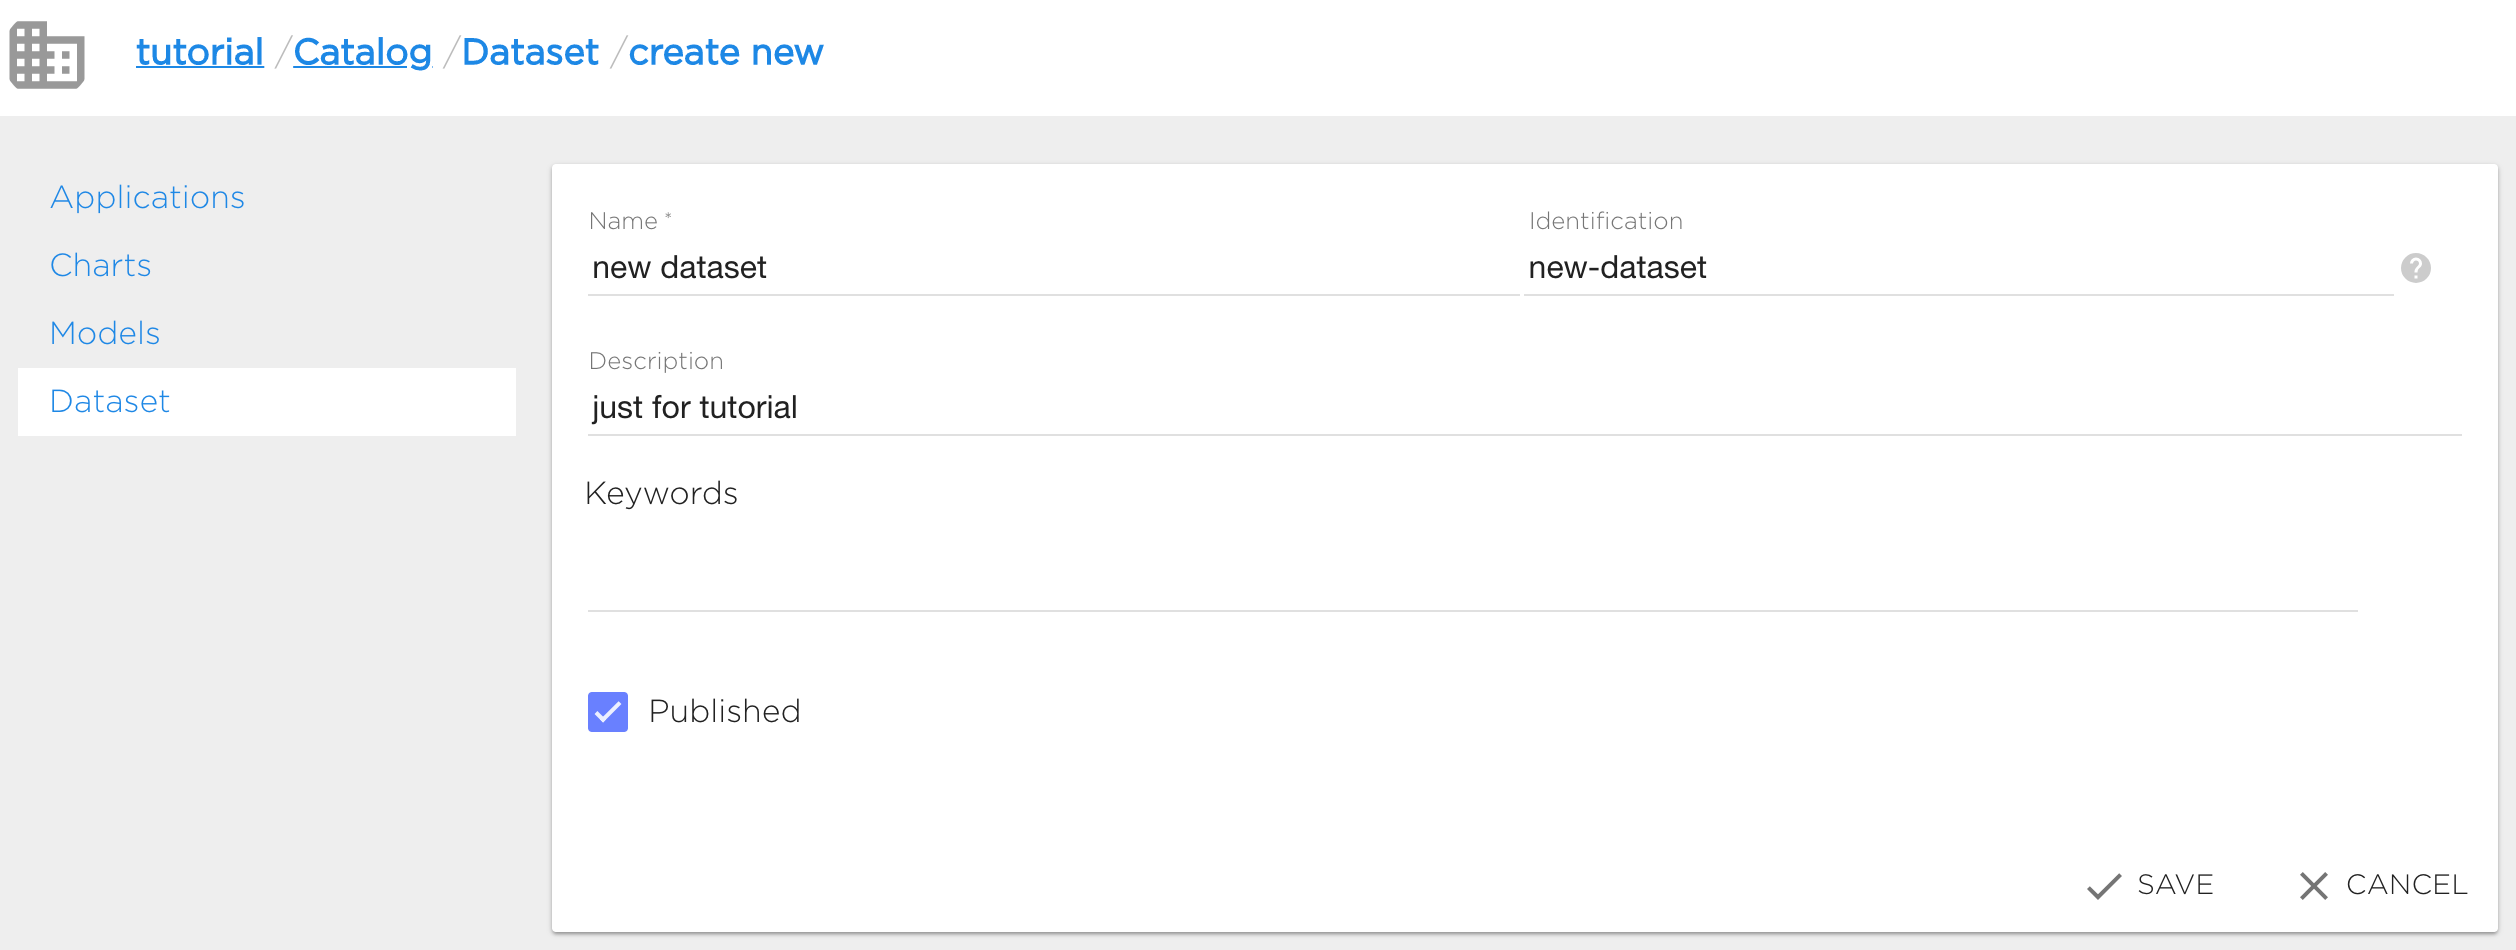 tutorial / Catalog / Dataset / create new
Applications
Charts
Models
Dataset
Name *
Identification
new dataset
new-dataset
?
Description
just for tutorial
Keywords
Published
SAVE
CANCEL